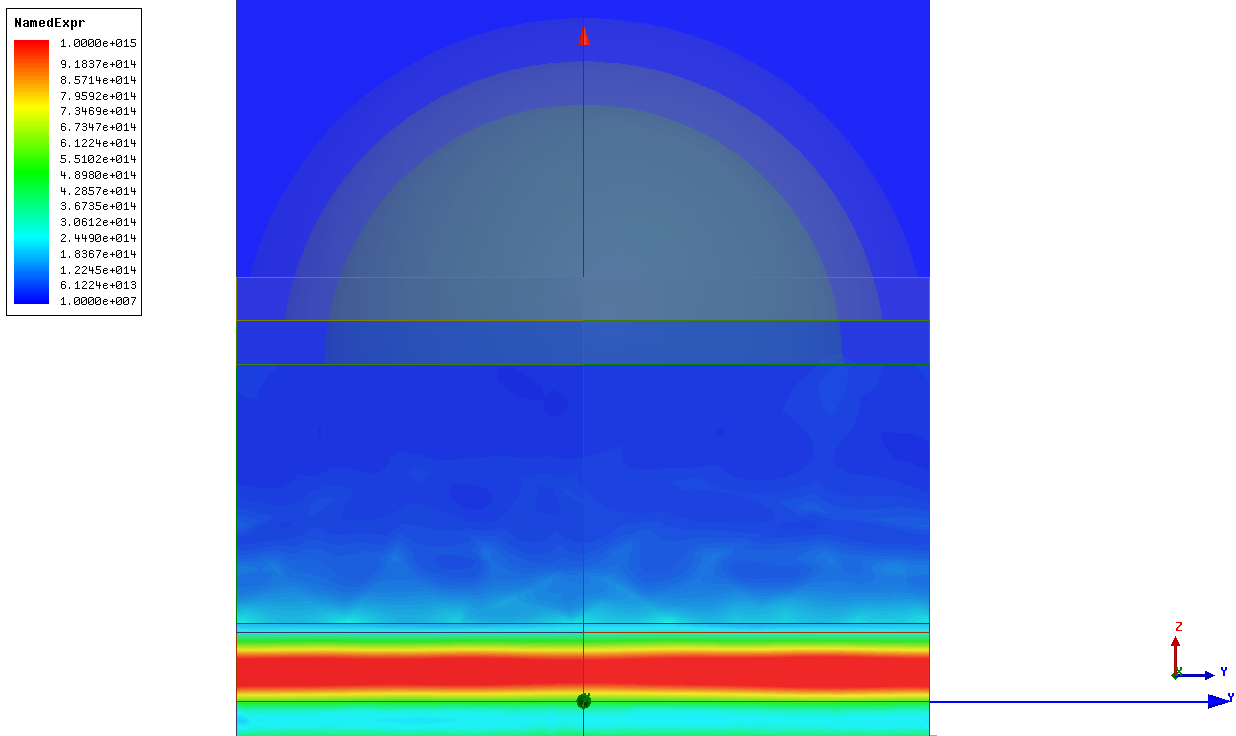 NamedExpr
1.0000e+015
9.1837e+014
8.5714e+014
7.9592e+014
7.3469e+014
6.7347e+014
6.1224e+014
5.5102e+014
4.8980e+014
4.2857e+014
3.6735e+014
3.0612e+014
2.4490e+014
1.8367e+014
1.2245e+014
6.1224e+013
1.0000e+007
Z
X
Y
Y